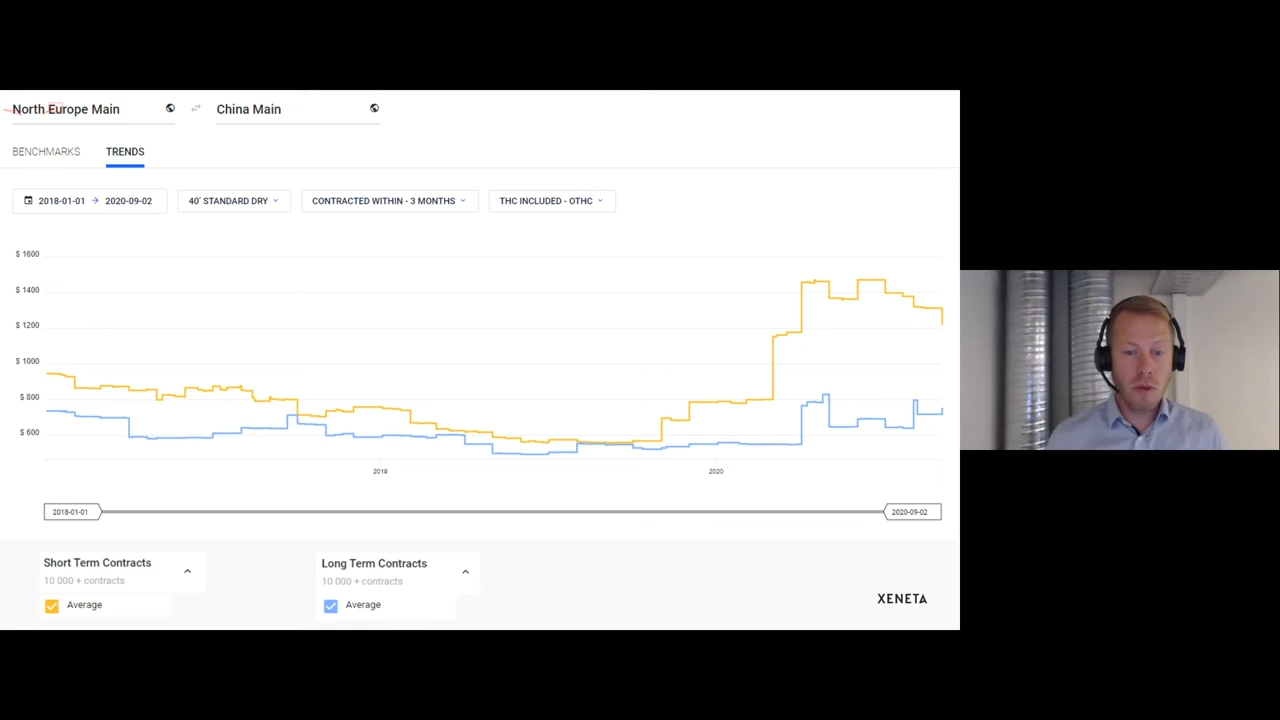 North Europe Main China Main
BENCHMARKS TRENDS
2018-01-01 2020-09-02 40' STANDARD DRY CONTRACTED WITHIN - 3 MONTHS THC INCLUDED - OTHC
$ 1600
$ 1400
$ 1200
$ 1000
$ 800
$ 600
2019 2020
2018-01-01 2020-09-02
Short Term Contracts Long Term Contracts
10 000 + contracts 10 000 + contracts
Average Average
XENETA